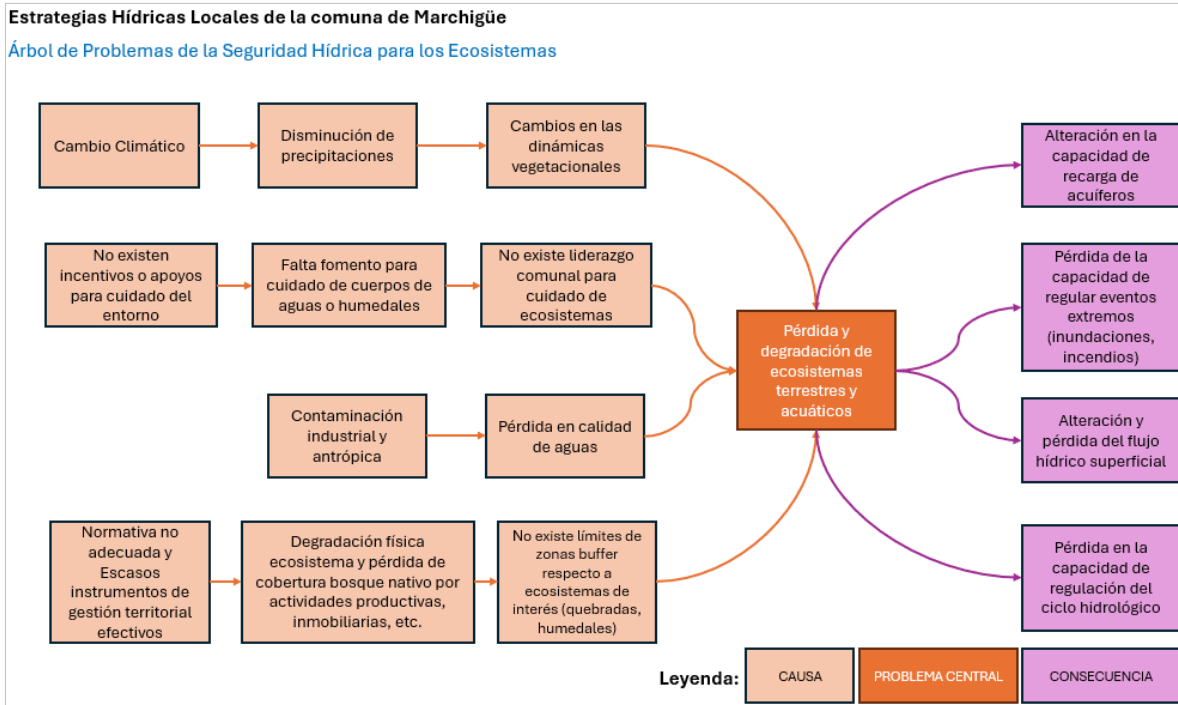 Estrategias Hídricas Locales de la comuna de Marchigüe
Árbol de Problemas de la Seguridad Hídrica para los Ecosistemas
Cambio Climático
Disminución de
precipitaciones
Cambios en las
dinámicas
vegetacionales
No existen
incentivos o apoyos
para cuidado del
entorno
Falta fomento para
cuidado de cuerpos de
aguas o humedales
No existe liderazgo
comunal para
cuidado de
ecosistemas
Contaminación
industrial y
antrópica
Pérdida en calidad
de aguas
Normativa no
adecuada y
Escasos
instrumentos de
gestión territorial
efectivos
Degradación física
ecosistema y pérdida de
cobertura bosque nativo por
actividades productivas,
inmobiliarias, etc.
No existe límites de
zonas buffer
respecto a
ecosistemas de
interés (quebradas,
humedales)
Pérdida y
degradación de
ecosistemas
terrestres y
acuáticos
Alteración en la
capacidad de
recarga de
acuíferos
Pérdida de la
capacidad de
regular eventos
extremos
(inundaciones,
incendios)
Alteración y
pérdida del flujo
hídrico superficial
Pérdida en la
capacidad de
regulación del
ciclo hidrológico
Leyenda:
CAUSA
PROBLEMA CENTRAL
CONSECUENCIA